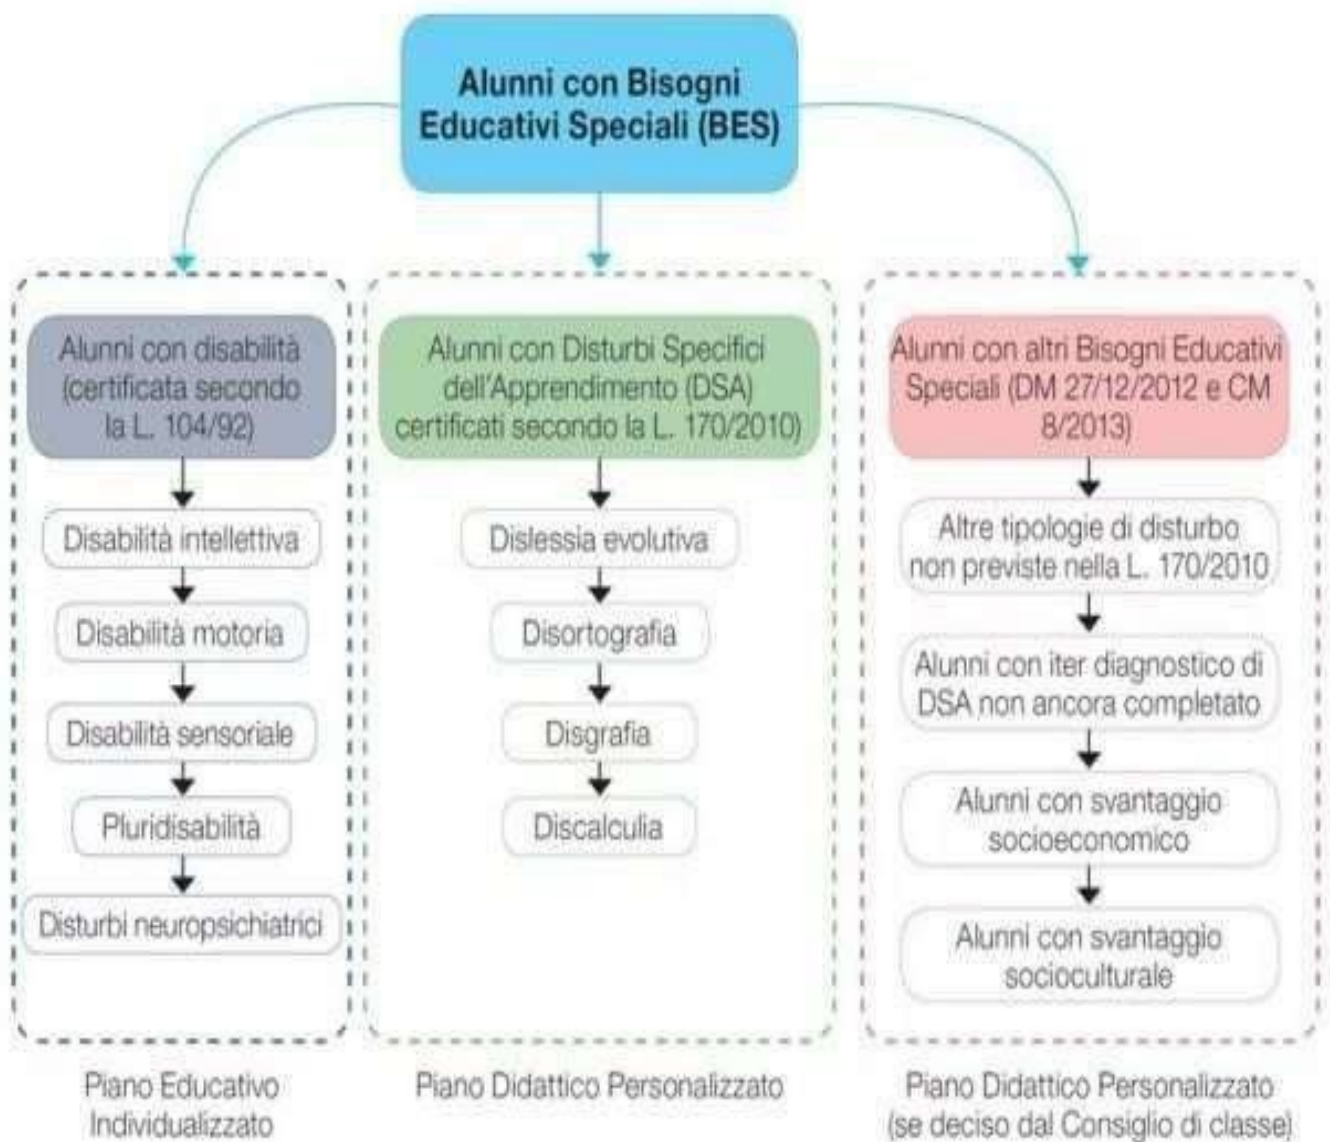 Alunni con Bisogni
Educativi Speciali (BES)
Alunni con disabilità
(certificata secondo
la L. 104/92)
Disabilità intellettiva
Disabilità motoria
Disabilità sensoriale
Pluridisabilità
Disturbi neuropsichiatrici
Piano Educativo
Individualizzato
Alunni con Disturbi Specifici
dell'Apprendimento (DSA)
certificati secondo la L. 170/2010)
Dislessia evolutiva
Disortografia
Disgrafia
Discalculia
Piano Didattico Personalizzato
Alunni con altri Bisogni Educativi
Speciali (DM 27/12/2012 e CM
8/2013)
Altre tipologie di disturbo
non previste nella L. 170/2010
Alunni con iter diagnostico di
DSA non ancora completato
Alunni con svantaggio
socioeconomico
Alunni con svantaggio
socioculturale
Piano Didattico Personalizzato
(se deciso dal Consiglio di classe)